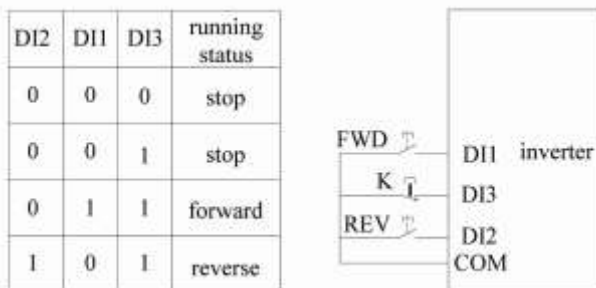 DI2 DI1 DI3 running status
0 0 0 stop
0 0 1 stop
0 1 1 forward
1 0 1 reverse
FWD DI1 inverter
K DI3
REV DI2
COM